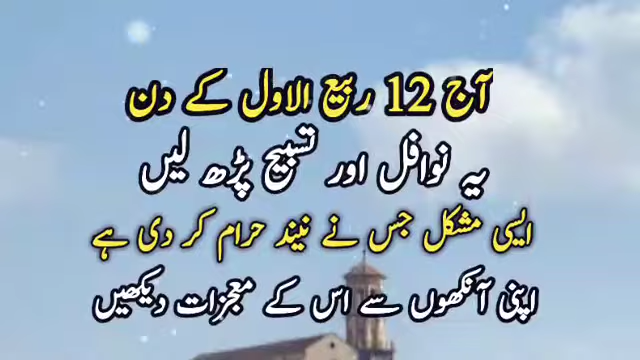 آج 12 ربیع الاول کے دن
یہ نوافل اور تسبیح پڑھ لیں
ایسی مشکل جس نے نیند حرام کر دی ہے
اپنی آنکھوں سے اس کے معجزات دیکھیں